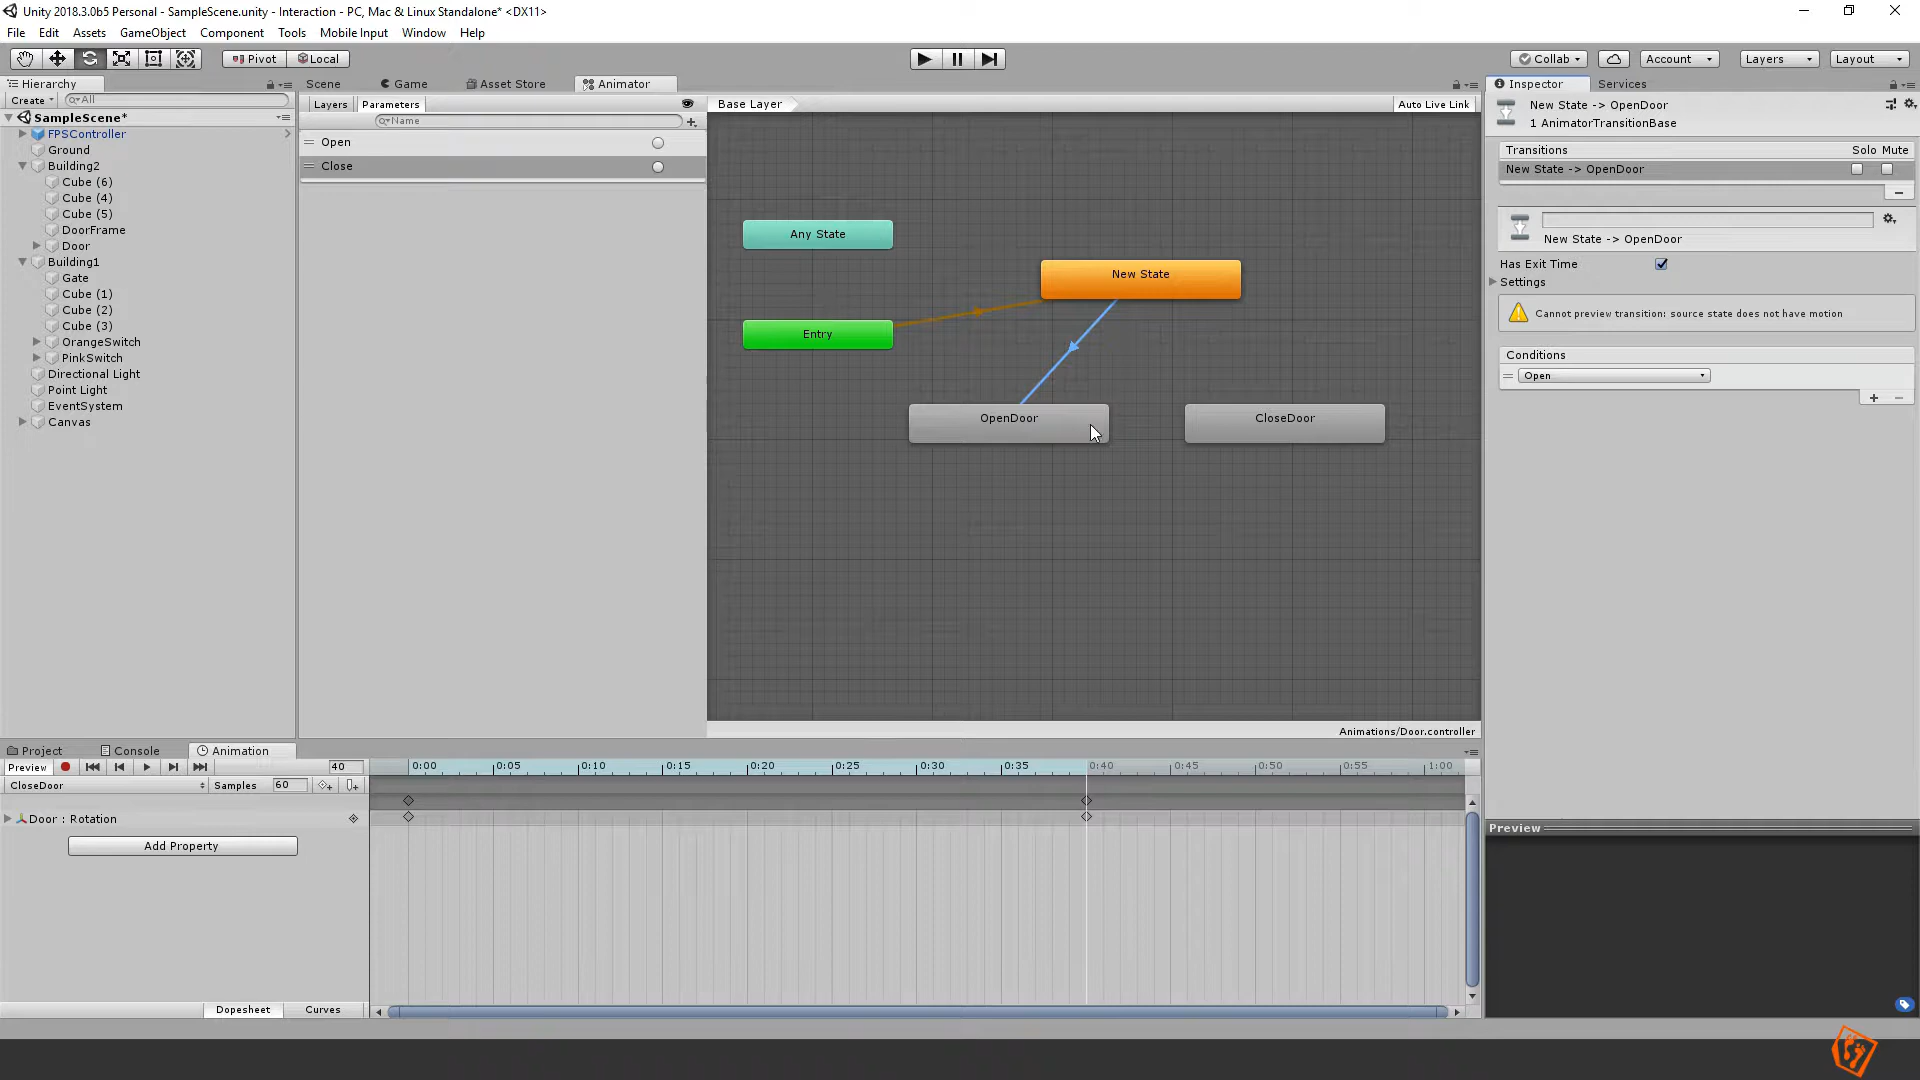 Unity 2018.3.0b5 Personal - SampleScene.unity - Interaction - PC, Mac & Linux Standalone* <DX11>
File Edit Assets GameObject Component Tools Mobile Input Window Help
Pivot Local Collab Account Layers Layout
Hierarchy
Create All
SampleScene*
FPSController
Ground
Building2
Cube (6)
Cube (4)
Cube (5)
DoorFrame
Door
Building1
Gate
Cube (1)
Cube (2)
Cube (3)
OrangeSwitch
PinkSwitch
Directional Light
Point Light
EventSystem
Canvas
Scene Game Asset Store Animator
Layers Parameters
Name
Open
Close
Base Layer Auto Live Link
Any State
New State
Entry
OpenDoor CloseDoor
Animations/Door.controller
Inspector Services
New State -> OpenDoor
1 AnimatorTransitionBase
Transitions Solo Mute
New State -> OpenDoor
New State -> OpenDoor
Has Exit Time
Settings
Cannot preview transition: source state does not have motion
Conditions
Open
Preview
Project Console Animation
Preview 40 0:00 0:05 0:10 0:15 0:20 0:25 0:30 0:35 0:40 0:45 0:50 0:55 1:00
CloseDoor Samples 60
Door : Rotation
Add Property
Dopesheet Curves